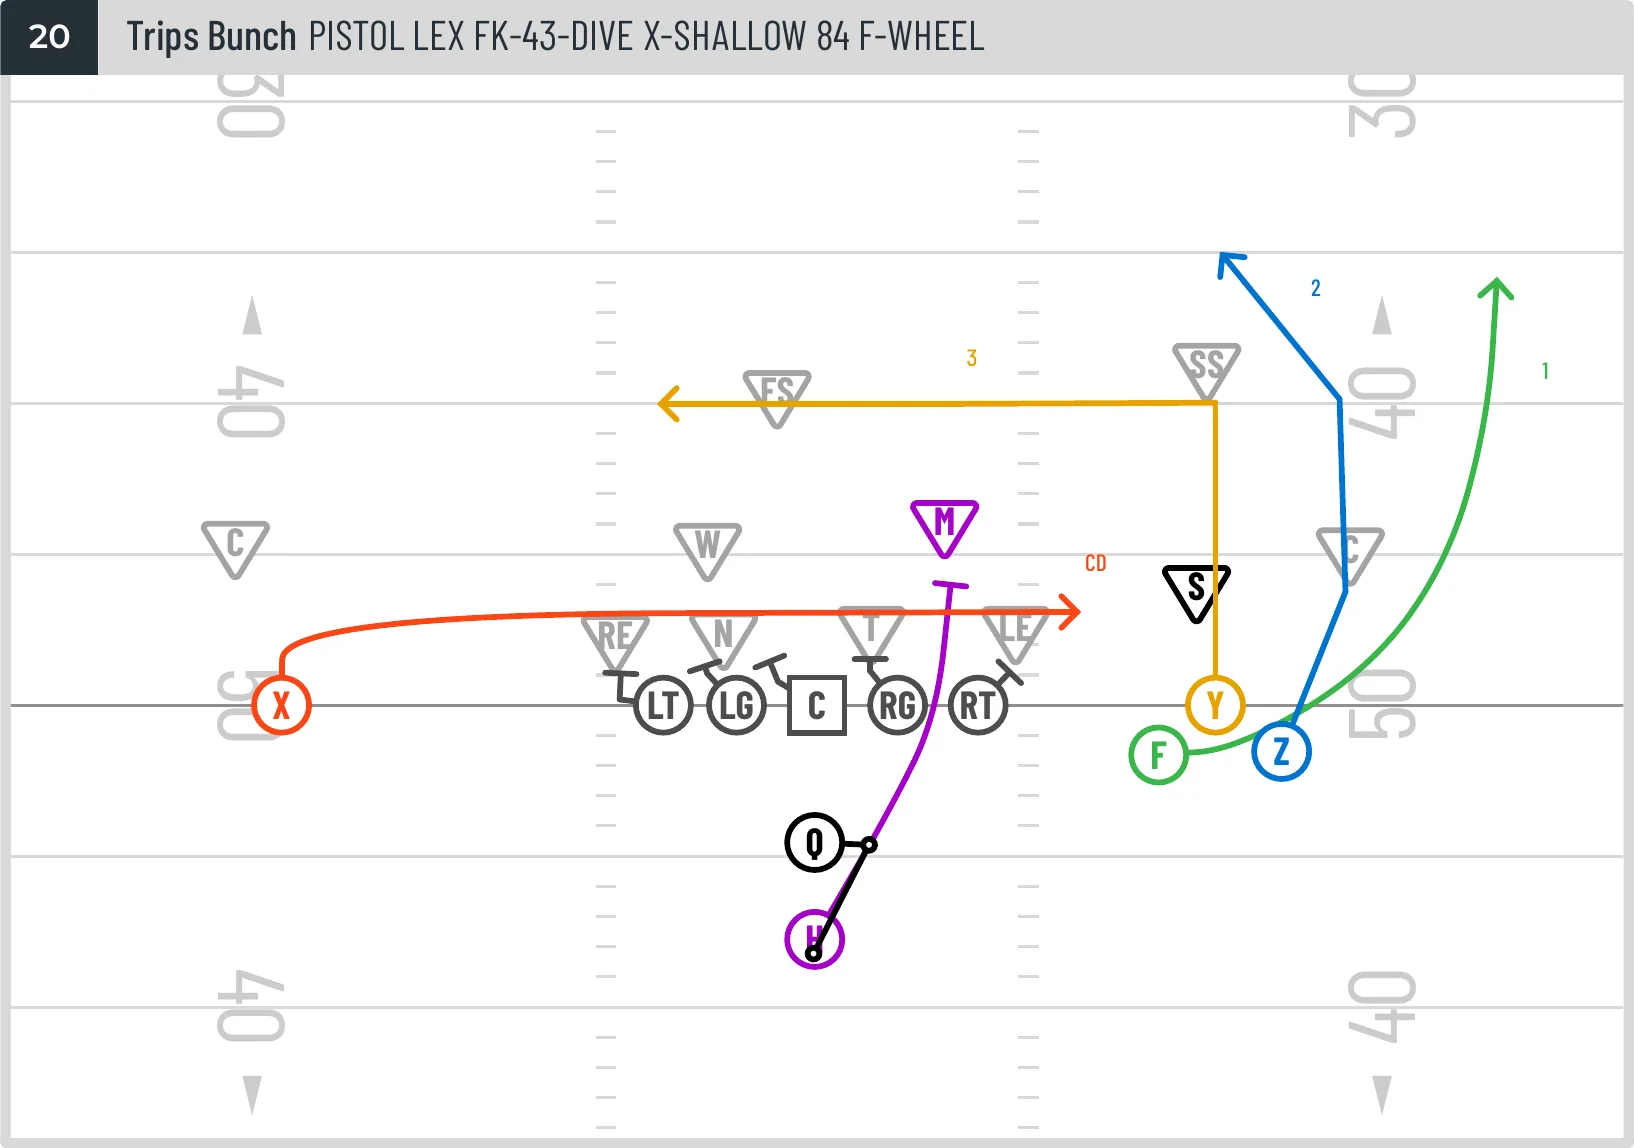 20 Trips Bunch PISTOL LEX FK-43-DIVE X-SHALLOW 84 F-WHEEL
30 30
2
SS
3 1
FS
40 40
M
C W C
CD
S
RE N T LE
50 X LT LG C RG RT Y 50
F Z
Q
H
40 40